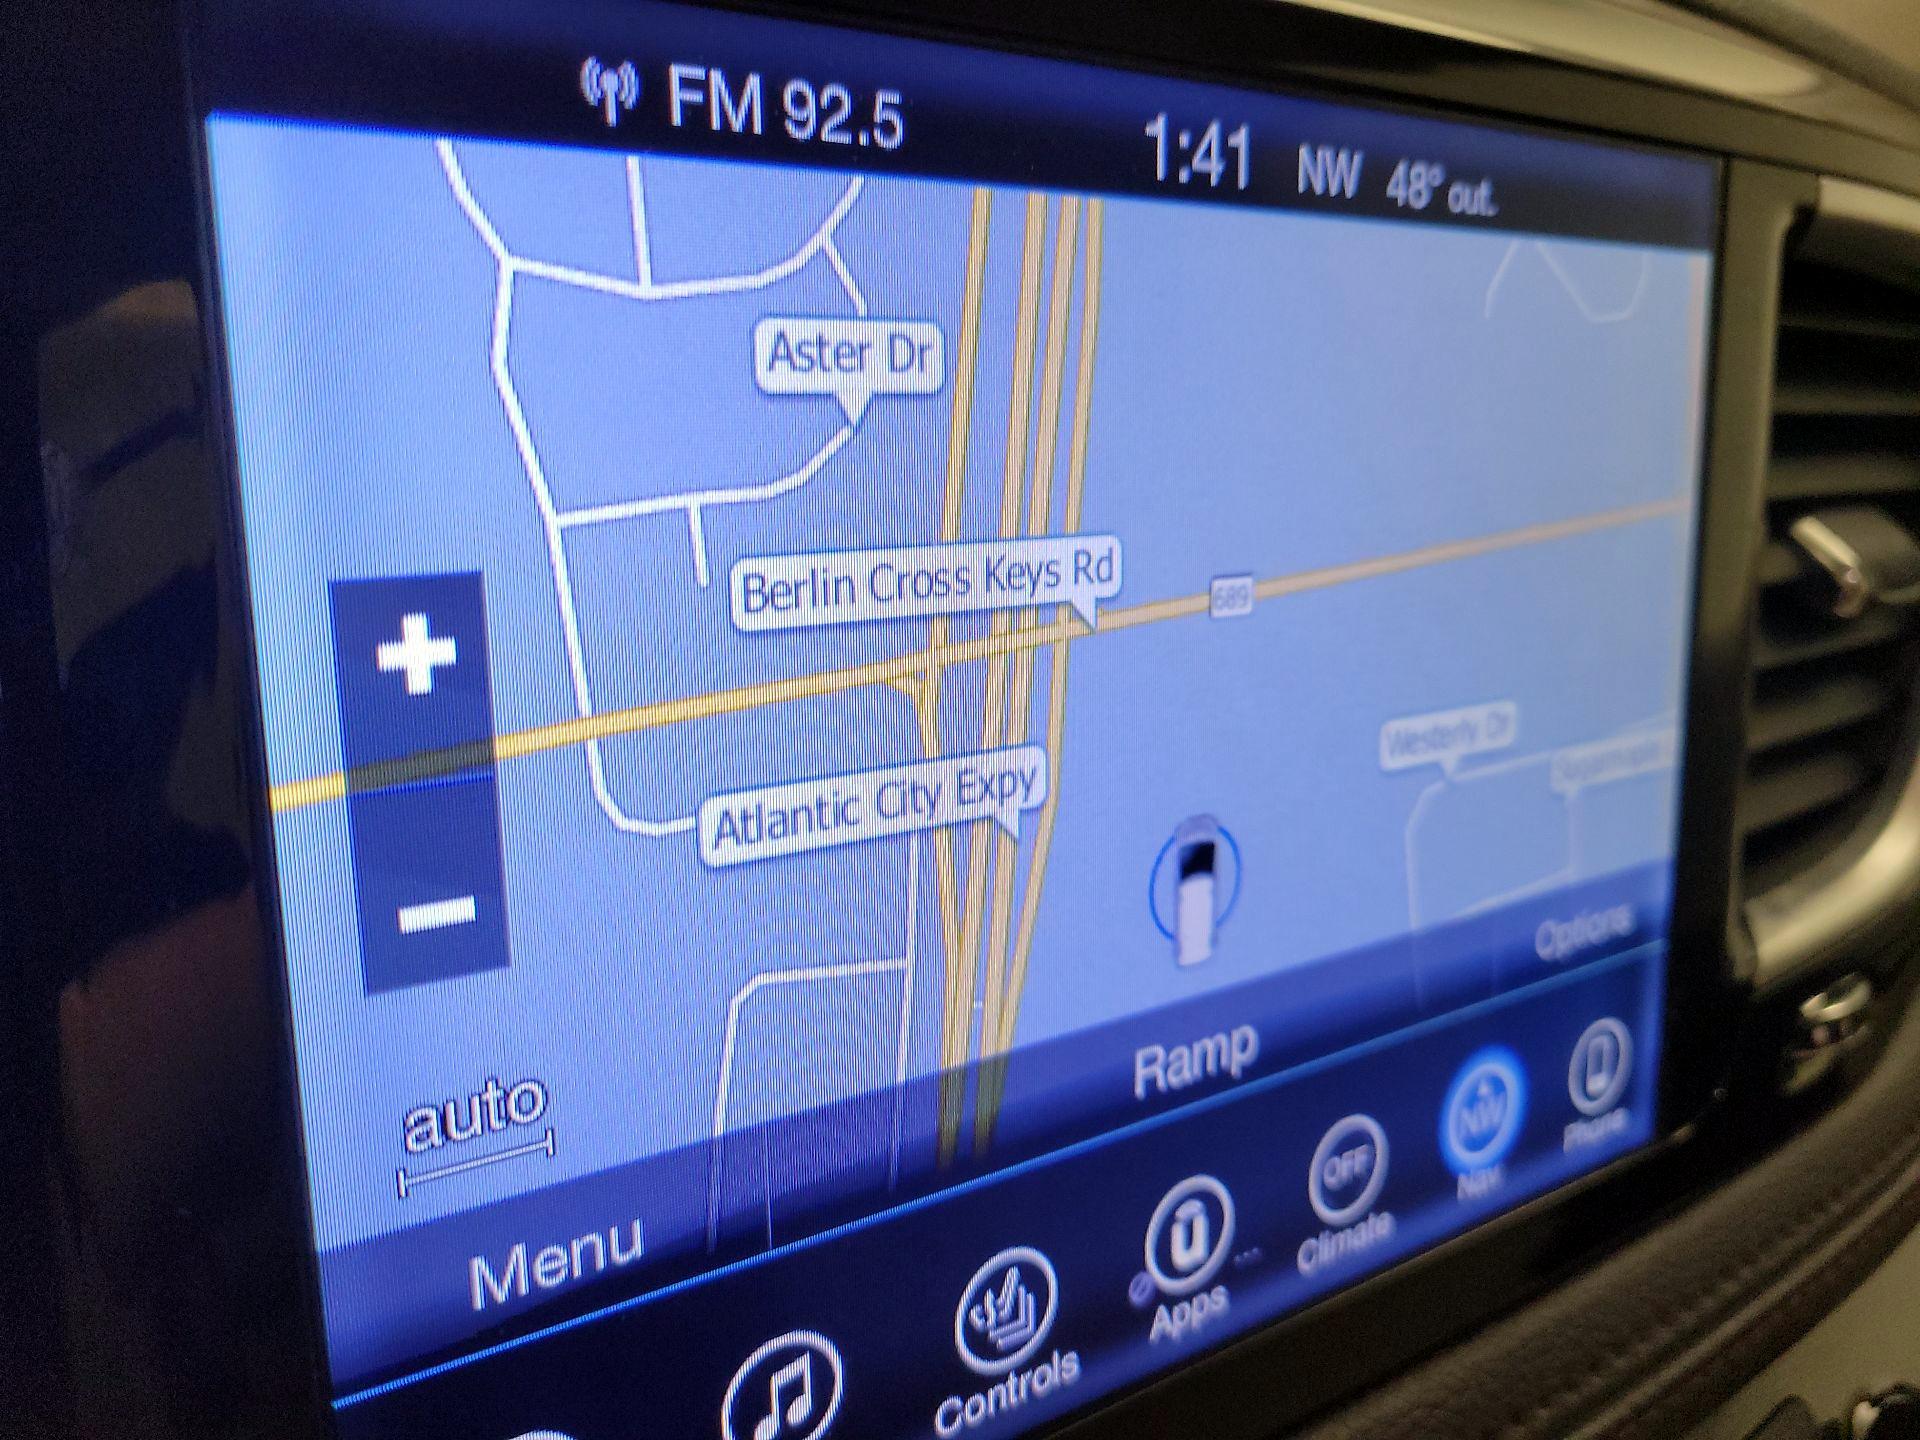 FM 92.5
1:41
NW
48° out.
Aster Dr
Berlin Cross Keys Rd
689
Westerly Dr
Sugarmaple
Atlantic City Expy
auto
Options
Ramp
Menu
Controls
Apps
OFF
Climate
NW
Nav
Phone